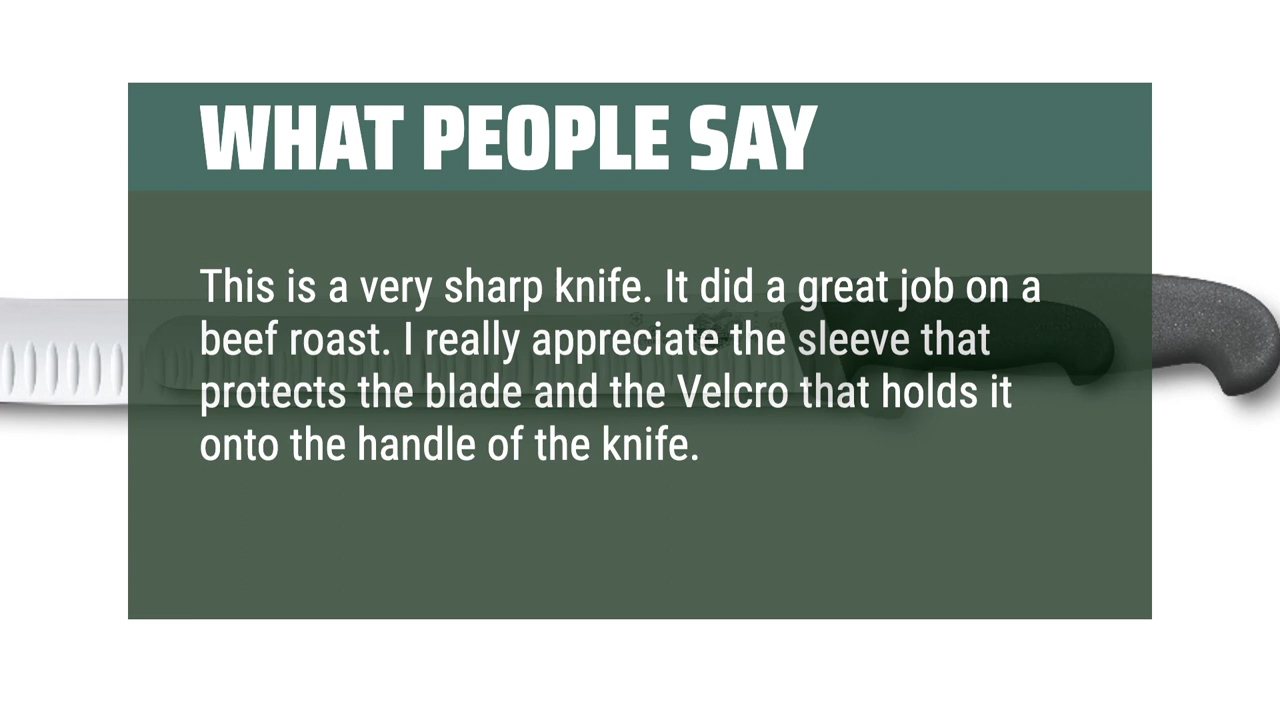 WHAT PEOPLE SAY
This is a very sharp knife. It did a great job on a
beef roast. I really appreciate the sleeve that
protects the blade and the Velcro that holds it
onto the handle of the knife.